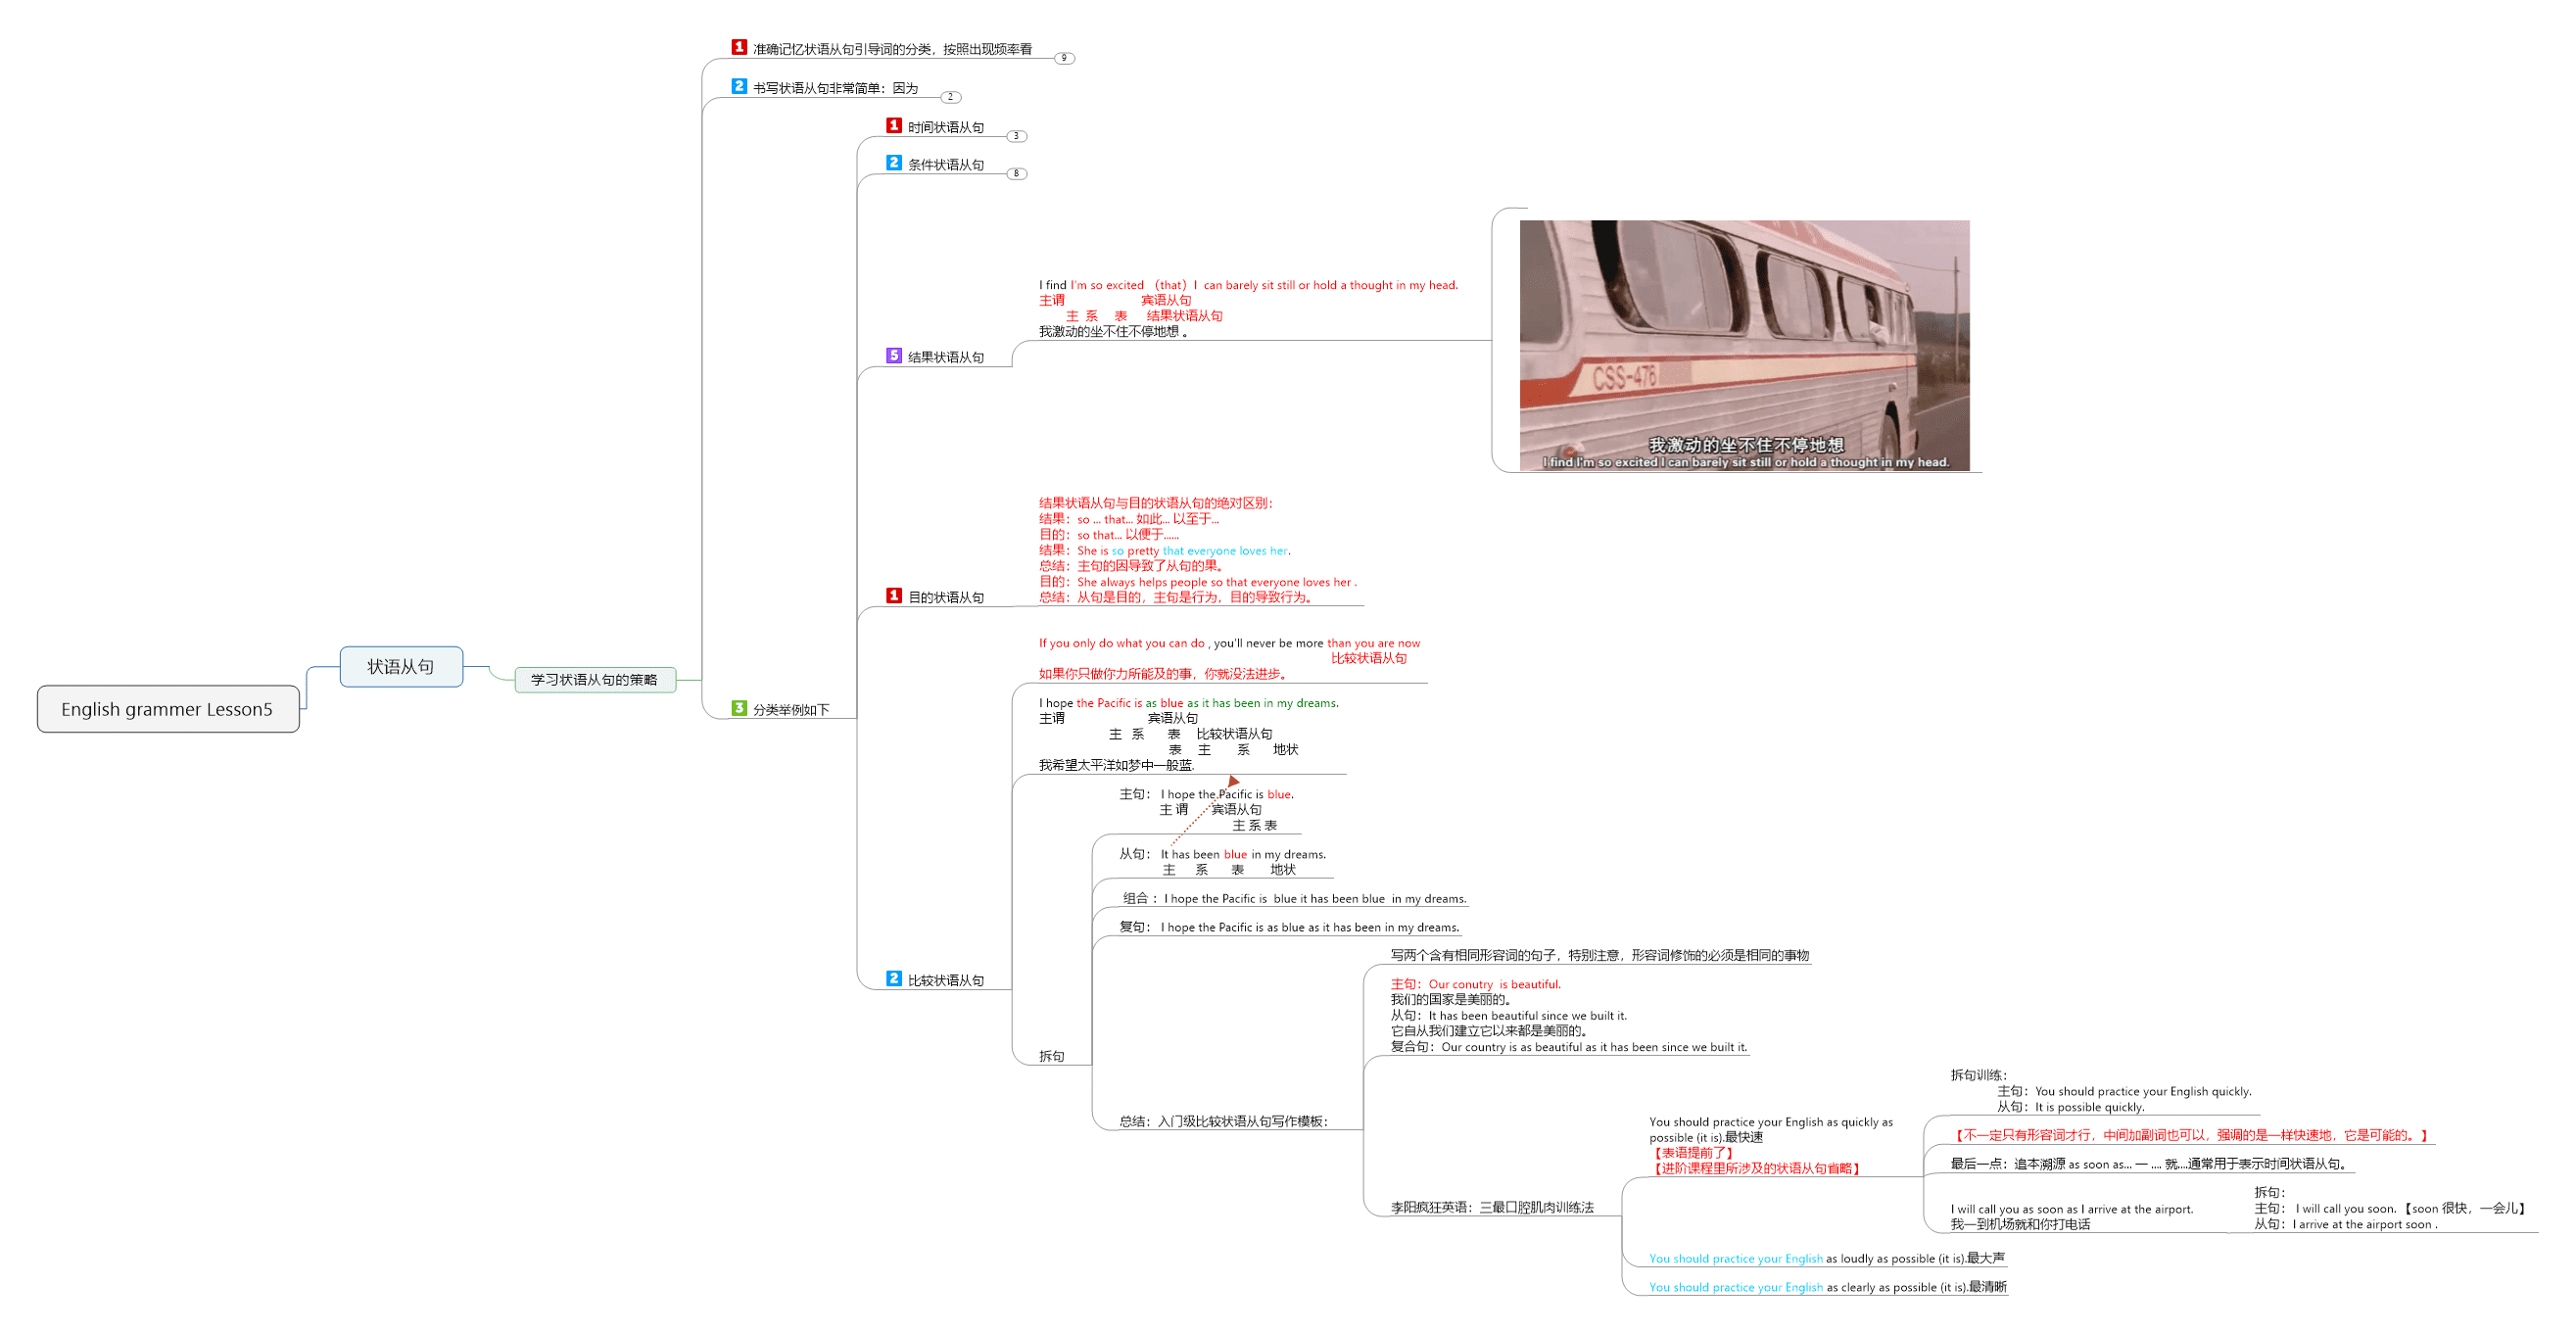 English grammer Lesson5
状语从句
学习状语从句的策略
1 准确记忆状语从句引导词的分类，按照出现频率看 9
2 书写状语从句非常简单：因为 2
3 分类举例如下
1 时间状语从句 3
2 条件状语从句 8
5 结果状语从句
I find I'm so excited （that）I can barely sit still or hold a thought in my head.
主谓 宾语从句
主 系 表 结果状语从句
我激动的坐不住不停地想 。
CSS-476
我激动的坐不住不停地想
I find I'm so excited I can barely sit still or hold a thought in my head.
1 目的状语从句
结果状语从句与目的状语从句的绝对区别：
结果：so ... that... 如此... 以至于...
目的：so that... 以便于......
结果：She is so pretty that everyone loves her.
总结：主句的因导致了从句的果。
目的：She always helps people so that everyone loves her .
总结：从句是目的，主句是行为，目的导致行为。
2 比较状语从句
If you only do what you can do , you'll never be more than you are now
比较状语从句
如果你只做你力所能及的事，你就没法进步。
I hope the Pacific is as blue as it has been in my dreams.
主谓 宾语从句
主 系 表 比较状语从句
表 主 系 地状
我希望太平洋如梦中一般蓝.
拆句
主句： I hope the Pacific is blue.
主 谓 宾语从句
主 系 表
从句： It has been blue in my dreams.
主 系 表 地状
组合 ：I hope the Pacific is blue it has been blue in my dreams.
复句：I hope the Pacific is as blue as it has been in my dreams.
总结：入门级比较状语从句写作模板：
写两个含有相同形容词的句子，特别注意，形容词修饰的必须是相同的事物
主句：Our conutry is beautiful.
我们的国家是美丽的。
从句：It has been beautiful since we built it.
它自从我们建立它以来都是美丽的。
复合句：Our country is as beautiful as it has been since we built it.
李阳疯狂英语：三最口腔肌肉训练法
You should practice your English as quickly as
possible (it is).最快速
【表语提前了】
【进阶课程里所涉及的状语从句省略】
拆句训练：
主句：You should practice your English quickly.
从句：It is possible quickly.
【不一定只有形容词才行，中间加副词也可以，强调的是一样快速地，它是可能的。】
最后一点：追本溯源 as soon as... 一 .... 就....通常用于表示时间状语从句。
I will call you as soon as I arrive at the airport.
我一到机场就和你打电话
拆句：
主句： I will call you soon. 【soon 很快，一会儿】
从句：I arrive at the airport soon .
You should practice your English as loudly as possible (it is).最大声
You should practice your English as clearly as possible (it is).最清晰